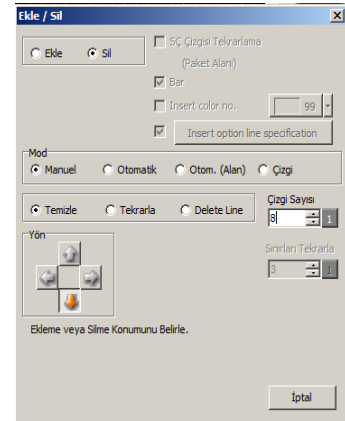 Ekle / Sil
Ekle Sil
SÇ Çizgisi Tekrarlama
(Paket Alanı)
Bar
Insert color no. 99
Insert option line specification
Mod
Manuel Otomatik Otom. (Alan) Çizgi
Temizle Tekrarla Delete Line
Çizgi Sayısı
8 1
Yön
Sınırları Tekrarla
3 1
Ekleme veya Silme Konumunu Belirle.
İptal